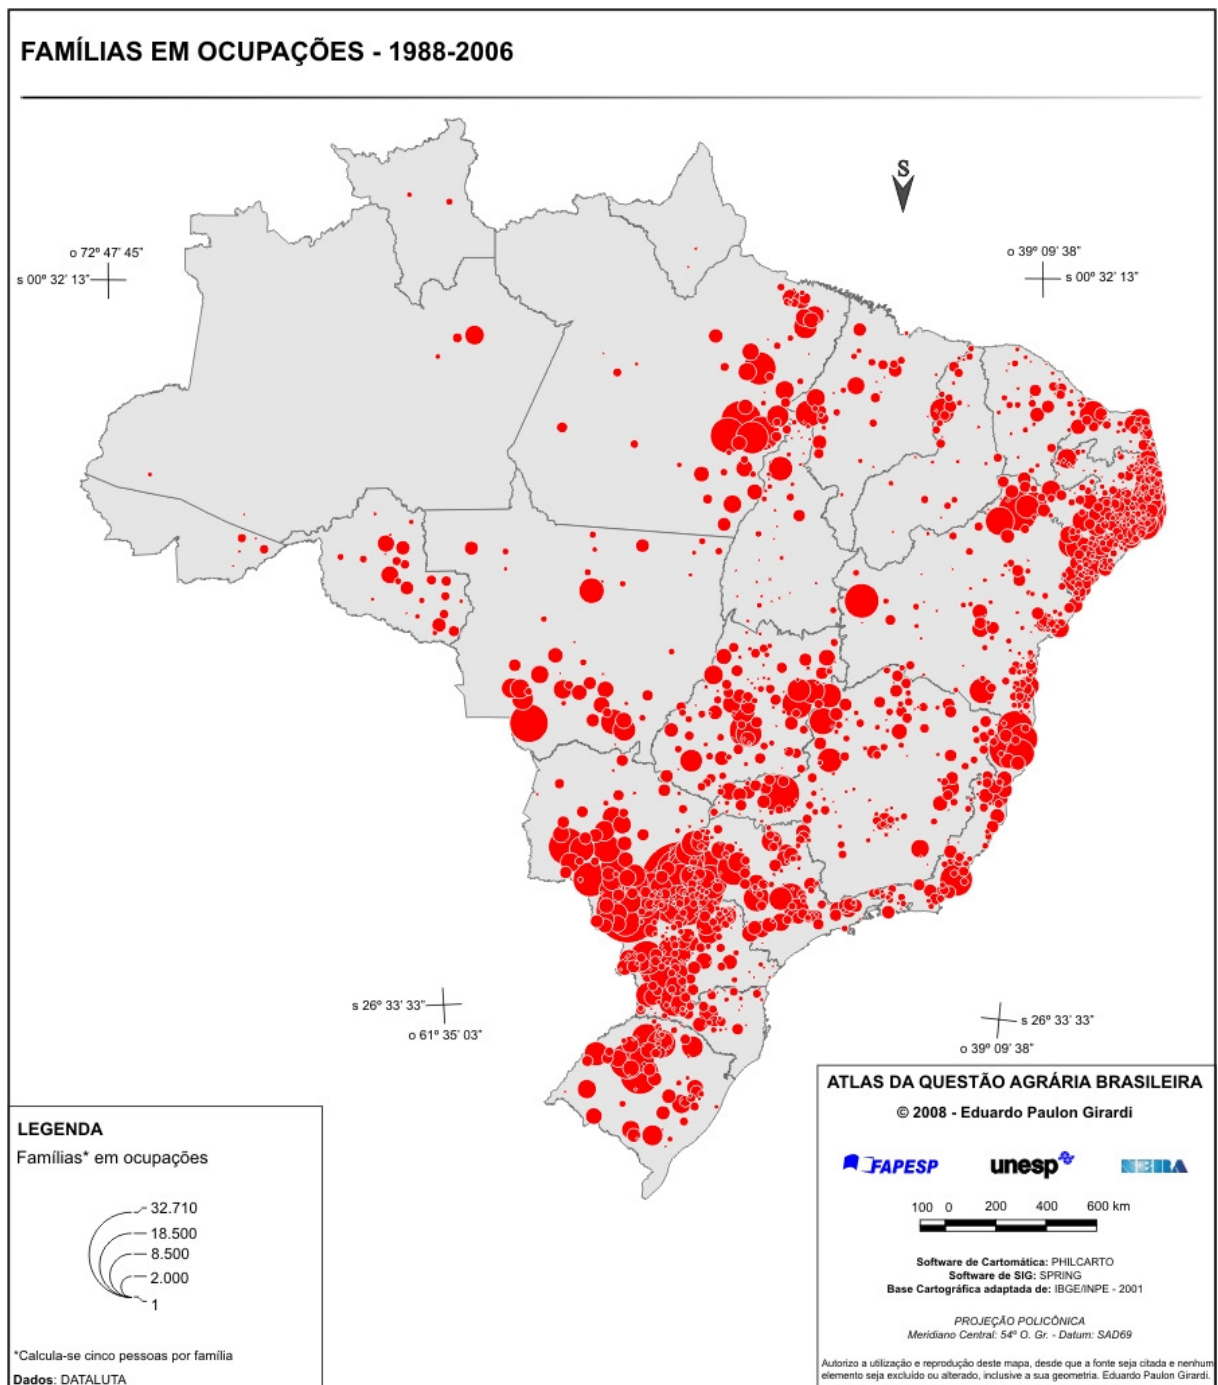 FAMÍLIAS EM OCUPAÇÕES - 1988-2006
S
o 72º 47' 45"
s 00º 32' 13"
o 39º 09' 38"
s 00º 32' 13"
s 26º 33' 33"
o 61º 35' 03"
s 26º 33' 33"
o 39º 09' 38"
LEGENDA
Famílias* em ocupações
32.710
18.500
8.500
2.000
1
*Calcula-se cinco pessoas por família
Dados: DATALUTA
ATLAS DA QUESTÃO AGRÁRIA BRASILEIRA
© 2008 - Eduardo Paulon Girardi
FAPESP unesp NERA
100 0 200 400 600 km
Software de Cartomática: PHILCARTO
Software de SIG: SPRING
Base Cartográfica adaptada de: IBGE/INPE - 2001
PROJEÇÃO POLICÔNICA
Meridiano Central: 54º O. Gr. - Datum: SAD69
Autorizo a utilização e reprodução deste mapa, desde que a fonte seja citada e nenhum
elemento seja excluído ou alterado, inclusive a sua geometria. Eduardo Paulon Girardi.